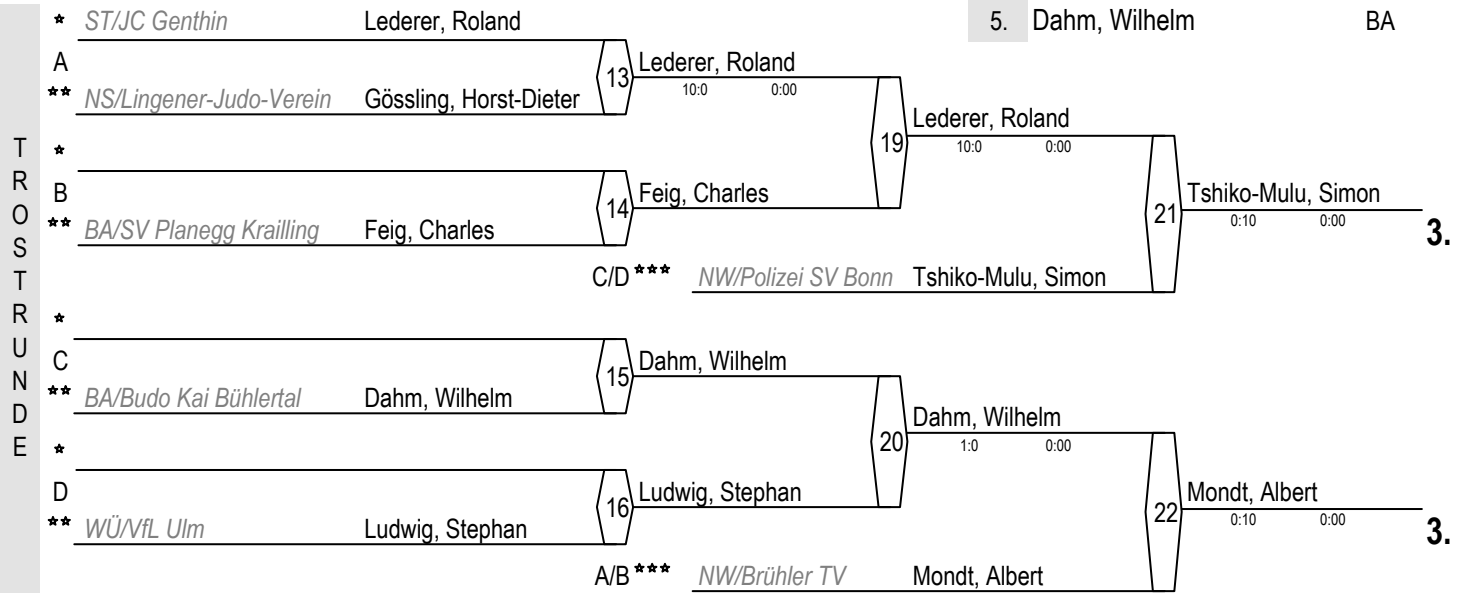 TROSTRUNDE
* ST/JC Genthin Lederer, Roland
5. Dahm, Wilhelm BA
A
13 Lederer, Roland
10:0 0:00
** NS/Lingener-Judo-Verein Gössling, Horst-Dieter
19 Lederer, Roland
10:0 0:00
*
B
14 Feig, Charles
** BA/SV Planegg Krailling Feig, Charles
21 Tshiko-Mulu, Simon
0:10 0:00
3.
C/D *** NW/Polizei SV Bonn Tshiko-Mulu, Simon
*
C
15 Dahm, Wilhelm
** BA/Budo Kai Bühlertal Dahm, Wilhelm
20 Dahm, Wilhelm
1:0 0:00
*
D
16 Ludwig, Stephan
** WÜ/VfL Ulm Ludwig, Stephan
22 Mondt, Albert
0:10 0:00
3.
A/B *** NW/Brühler TV Mondt, Albert